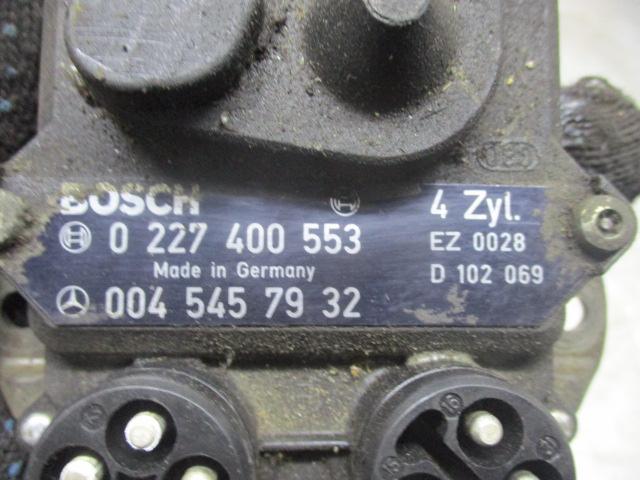 BOSCH 4 Zyl.
0 227 400 553 EZ 0028
Made in Germany D 102 069
004 545 79 32